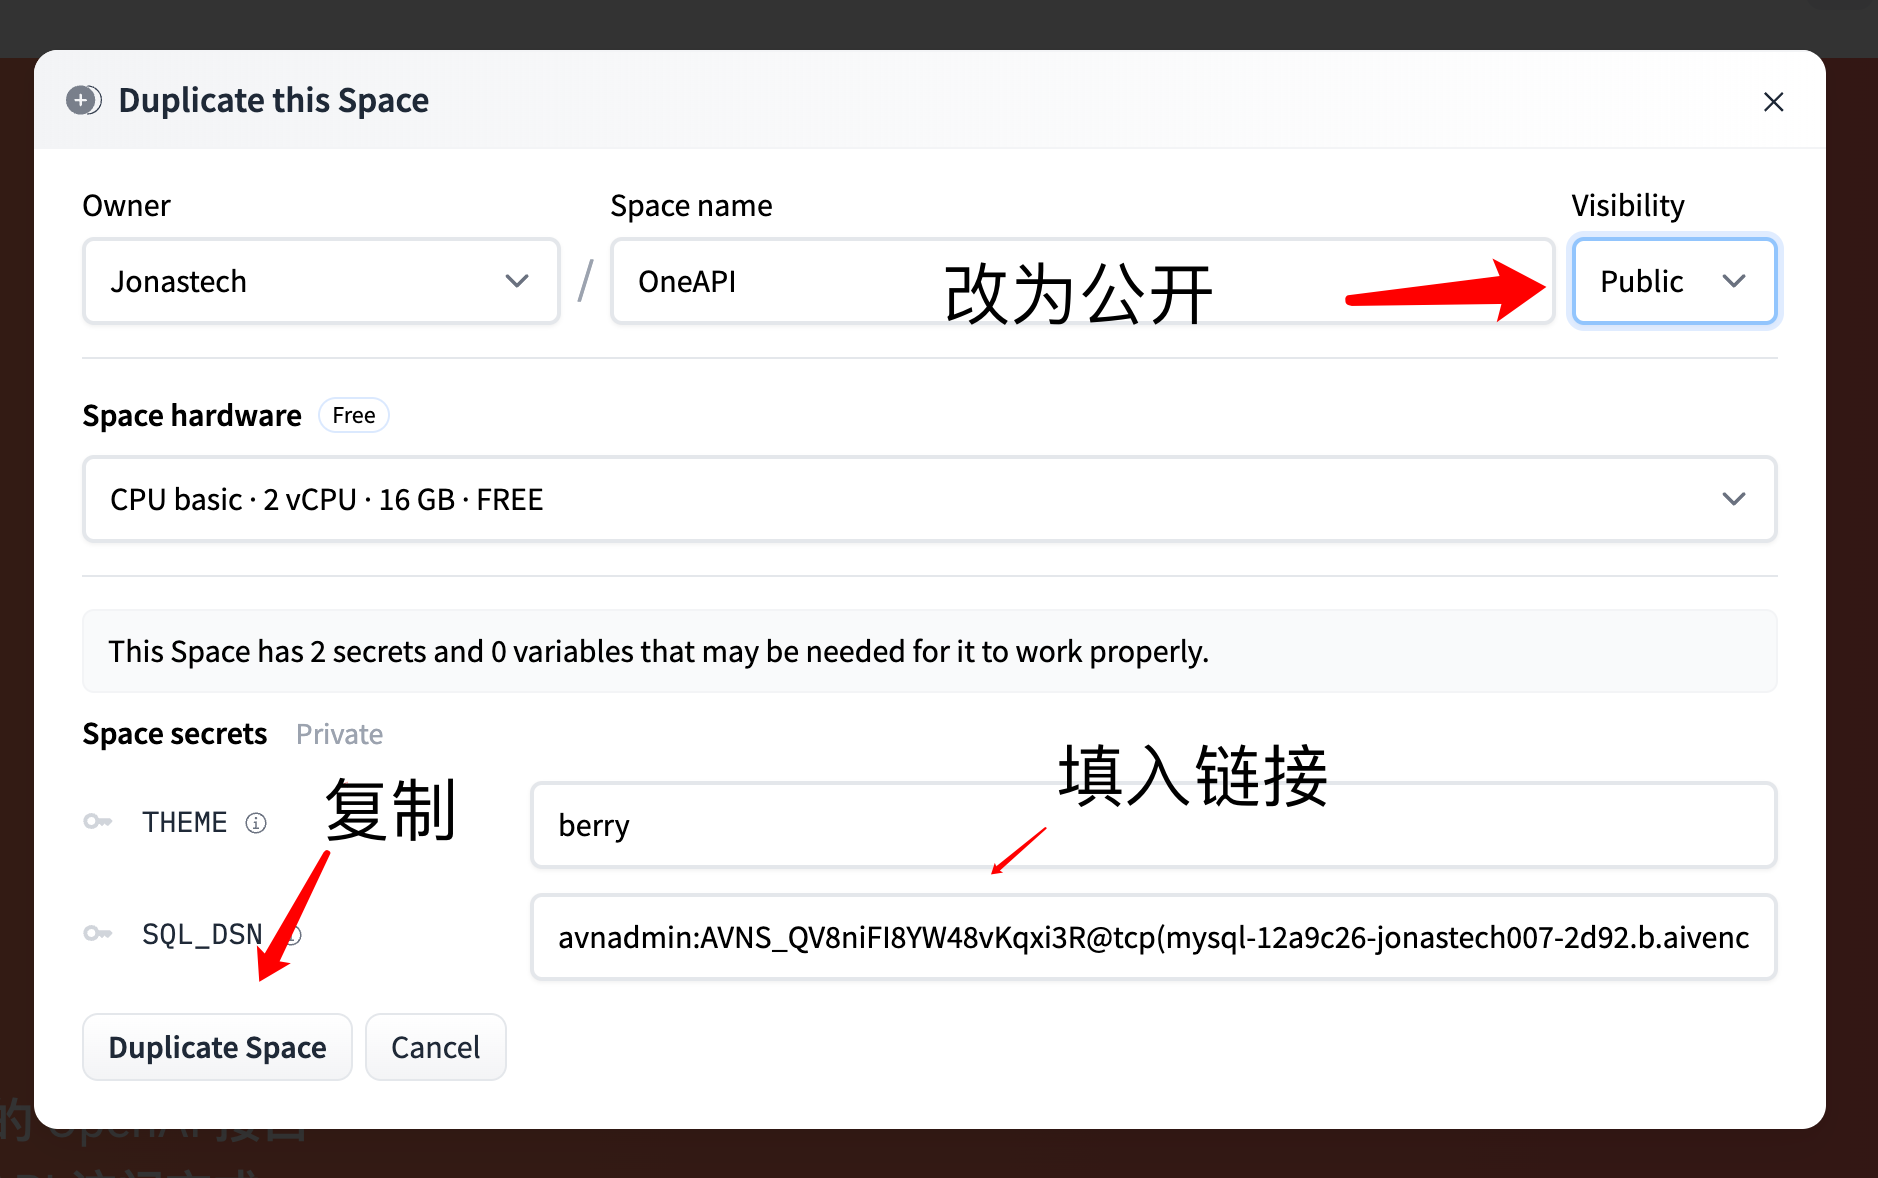 Duplicate this Space
Owner
Space name
Visibility
Jonastech
/
OneAPI
改为公开
Public
Space hardware
Free
CPU basic · 2 vCPU · 16 GB · FREE
This Space has 2 secrets and 0 variables that may be needed for it to work properly.
Space secrets
Private
填入链接
复制
THEME
berry
SQL_DSN
avnadmin:AVNS_QV8niFI8YW48vKqxi3R@tcp(mysql-12a9c26-jonastech007-2d92.b.aivenc
Duplicate Space
Cancel